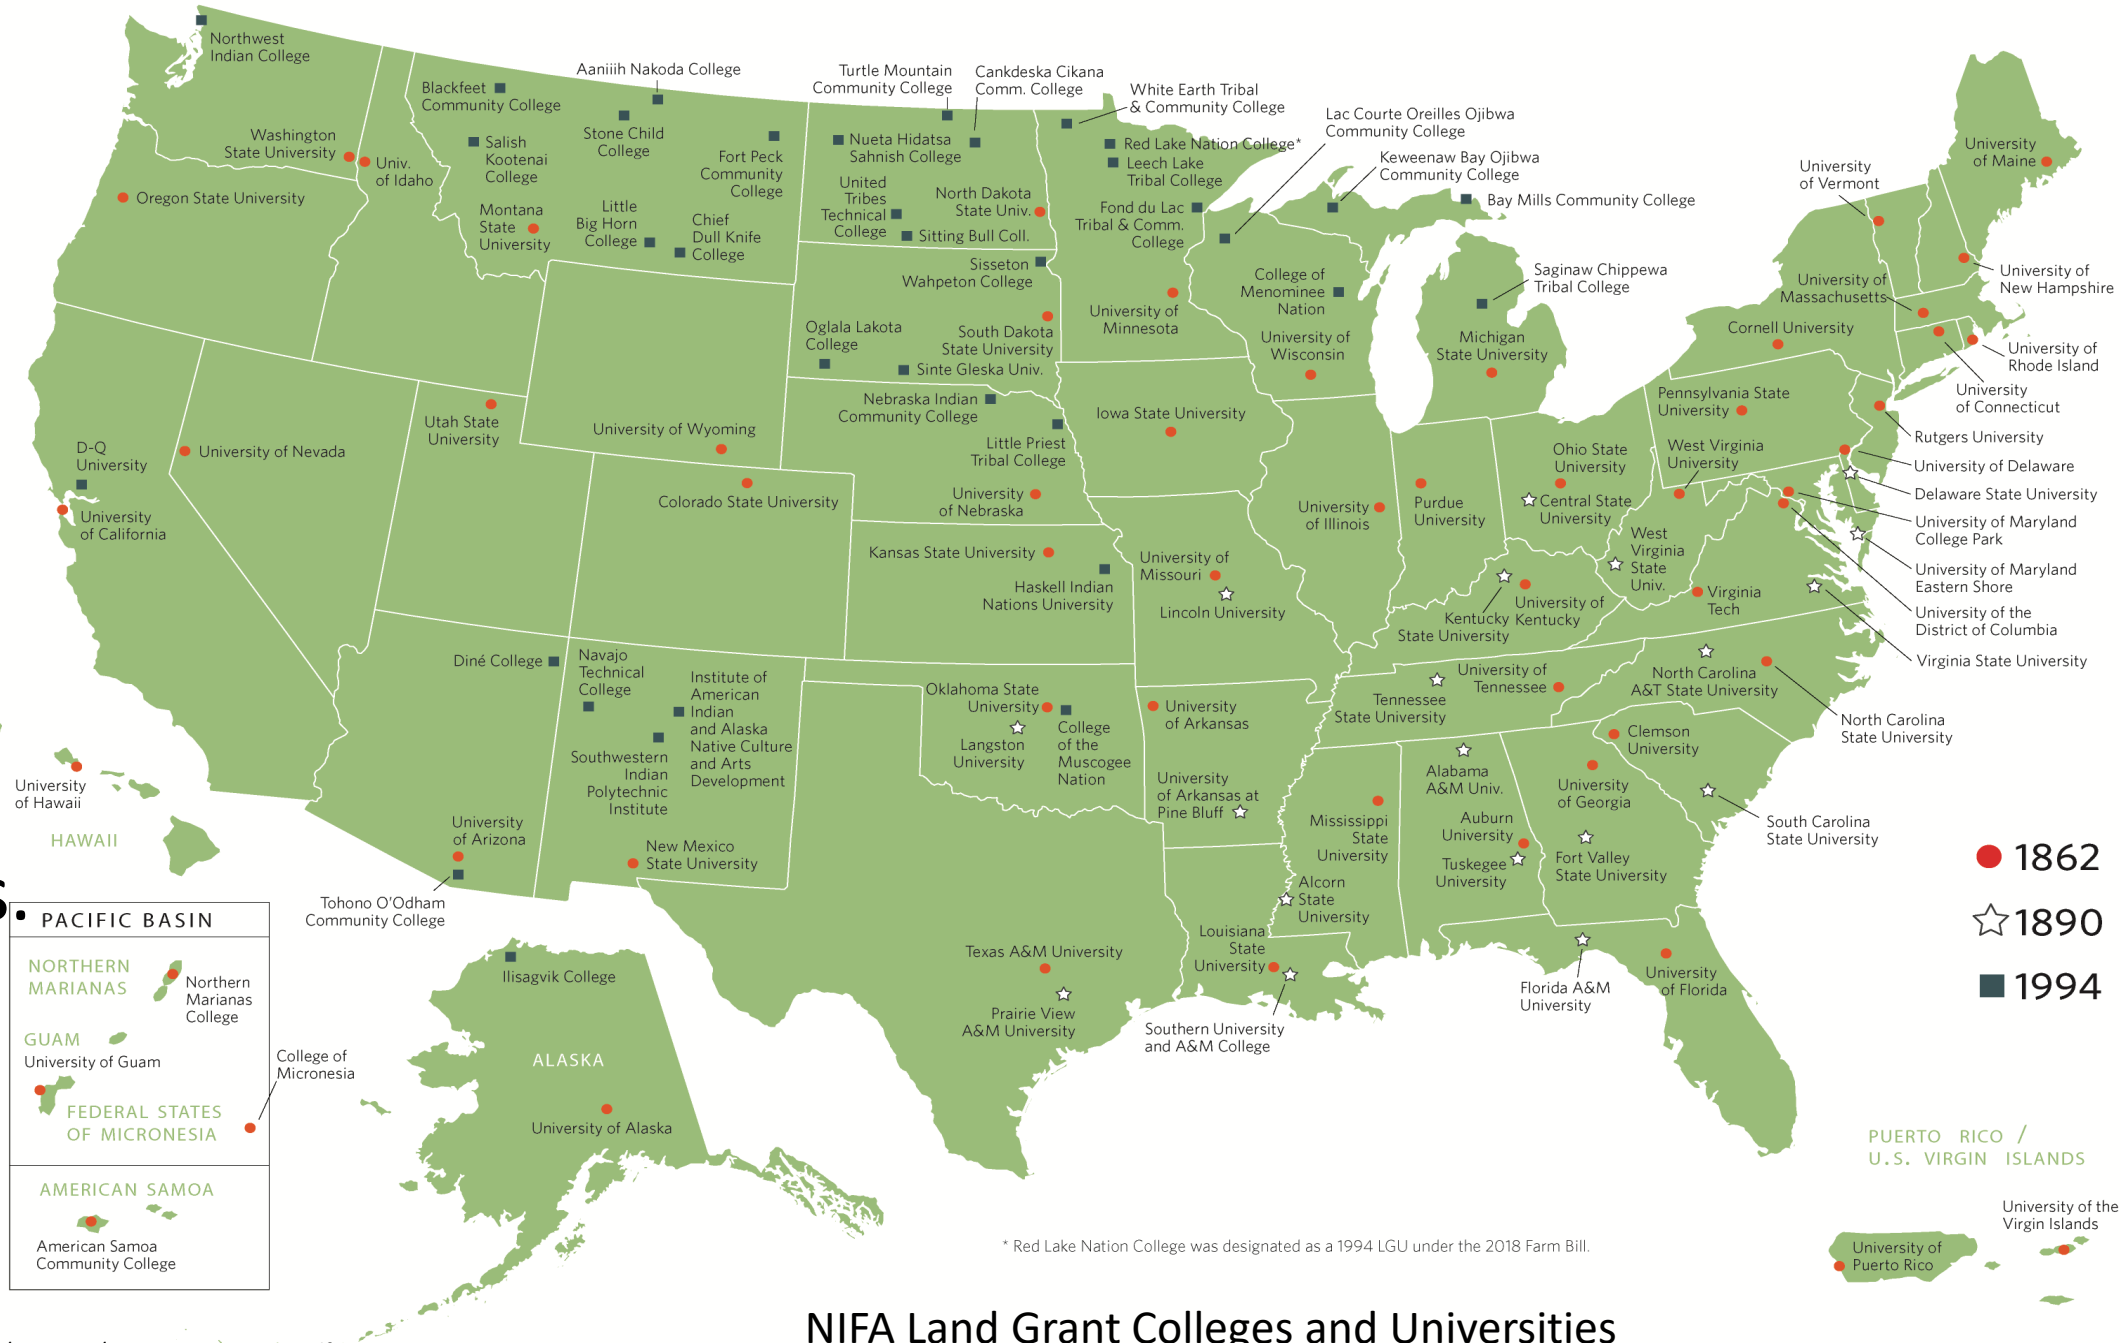 Northwest
Indian College
Washington
State University
Univ.
of Idaho
Oregon State University
Blackfeet
Community College
Salish
Kootenai
College
Montana
State
University
Aaniiih Nakoda College
Stone Child
College
Fort Peck
Community
College
Little
Big Horn
College
Chief
Dull Knife
College
Turtle Mountain
Community College
Cankdeska Cikana
Comm. College
Nueta Hidatsa
Sahnish College
United
Tribes
Technical
College
North Dakota
State Univ.
Sitting Bull Coll.
White Earth Tribal
& Community College
Red Lake Nation College*
Leech Lake
Tribal College
Fond du Lac
Tribal & Comm.
College
Lac Courte Oreilles Ojibwa
Community College
Keweenaw Bay Ojibwa
Community College
Bay Mills Community College
Sisseton
Wahpeton College
Oglala Lakota
College
South Dakota
State University
Sinte Gleska Univ.
University of
Minnesota
College of
Menominee
Nation
University of
Wisconsin
Saginaw Chippewa
Tribal College
Michigan
State University
University
of Maine
University
of Vermont
University of
New Hampshire
University of
Massachusetts
Cornell University
University of
Rhode Island
University
of Connecticut
Pennsylvania State
University
Rutgers University
West Virginia
University
University of Delaware
Delaware State University
University of Maryland
College Park
University of Maryland
Eastern Shore
University of the
District of Columbia
Virginia State University
D-Q
University
University
of California
University of Nevada
Utah State
University
University of Wyoming
Colorado State University
Nebraska Indian
Community College
Little Priest
Tribal College
University
of Nebraska
Iowa State University
Kansas State University
Haskell Indian
Nations University
University of
Missouri
Lincoln University
University
of Illinois
Purdue
University
Ohio State
University
Central State
University
West
Virginia
State
Univ.
Virginia
Tech
University of
Kentucky
Kentucky
State University
Diné College
Navajo
Technical
College
Institute of
American
Indian
and Alaska
Native Culture
and Arts
Development
Southwestern
Indian
Polytechnic
Institute
University
of Arizona
New Mexico
State University
Tohono O'Odham
Community College
Oklahoma State
University
Langston
University
College
of the
Muscogee
Nation
University
of Arkansas
University
of Arkansas at
Pine Bluff
Tennessee
State University
University of
Tennessee
North Carolina
A&T State University
North Carolina
State University
Clemson
University
South Carolina
State University
Alabama
A&M Univ.
Auburn
University
Tuskegee
University
University
of Georgia
Fort Valley
State University
Mississippi
State
University
Alcorn
State
University
Louisiana
State
University
Southern University
and A&M College
Texas A&M University
Prairie View
A&M University
Florida A&M
University
University
of Florida
1862
1890
1994
University
of Hawaii
HAWAII
s.
PACIFIC BASIN
NORTHERN
MARIANAS
Northern
Marianas
College
GUAM
University of Guam
College of
Micronesia
FEDERAL STATES
OF MICRONESIA
AMERICAN SAMOA
American Samoa
Community College
Ilisagvik College
ALASKA
University of Alaska
PUERTO RICO /
U.S. VIRGIN ISLANDS
University of the
Virgin Islands
University of
Puerto Rico
* Red Lake Nation College was designated as a 1994 LGU under the 2018 Farm Bill.
NIFA Land Grant Colleges and Universities